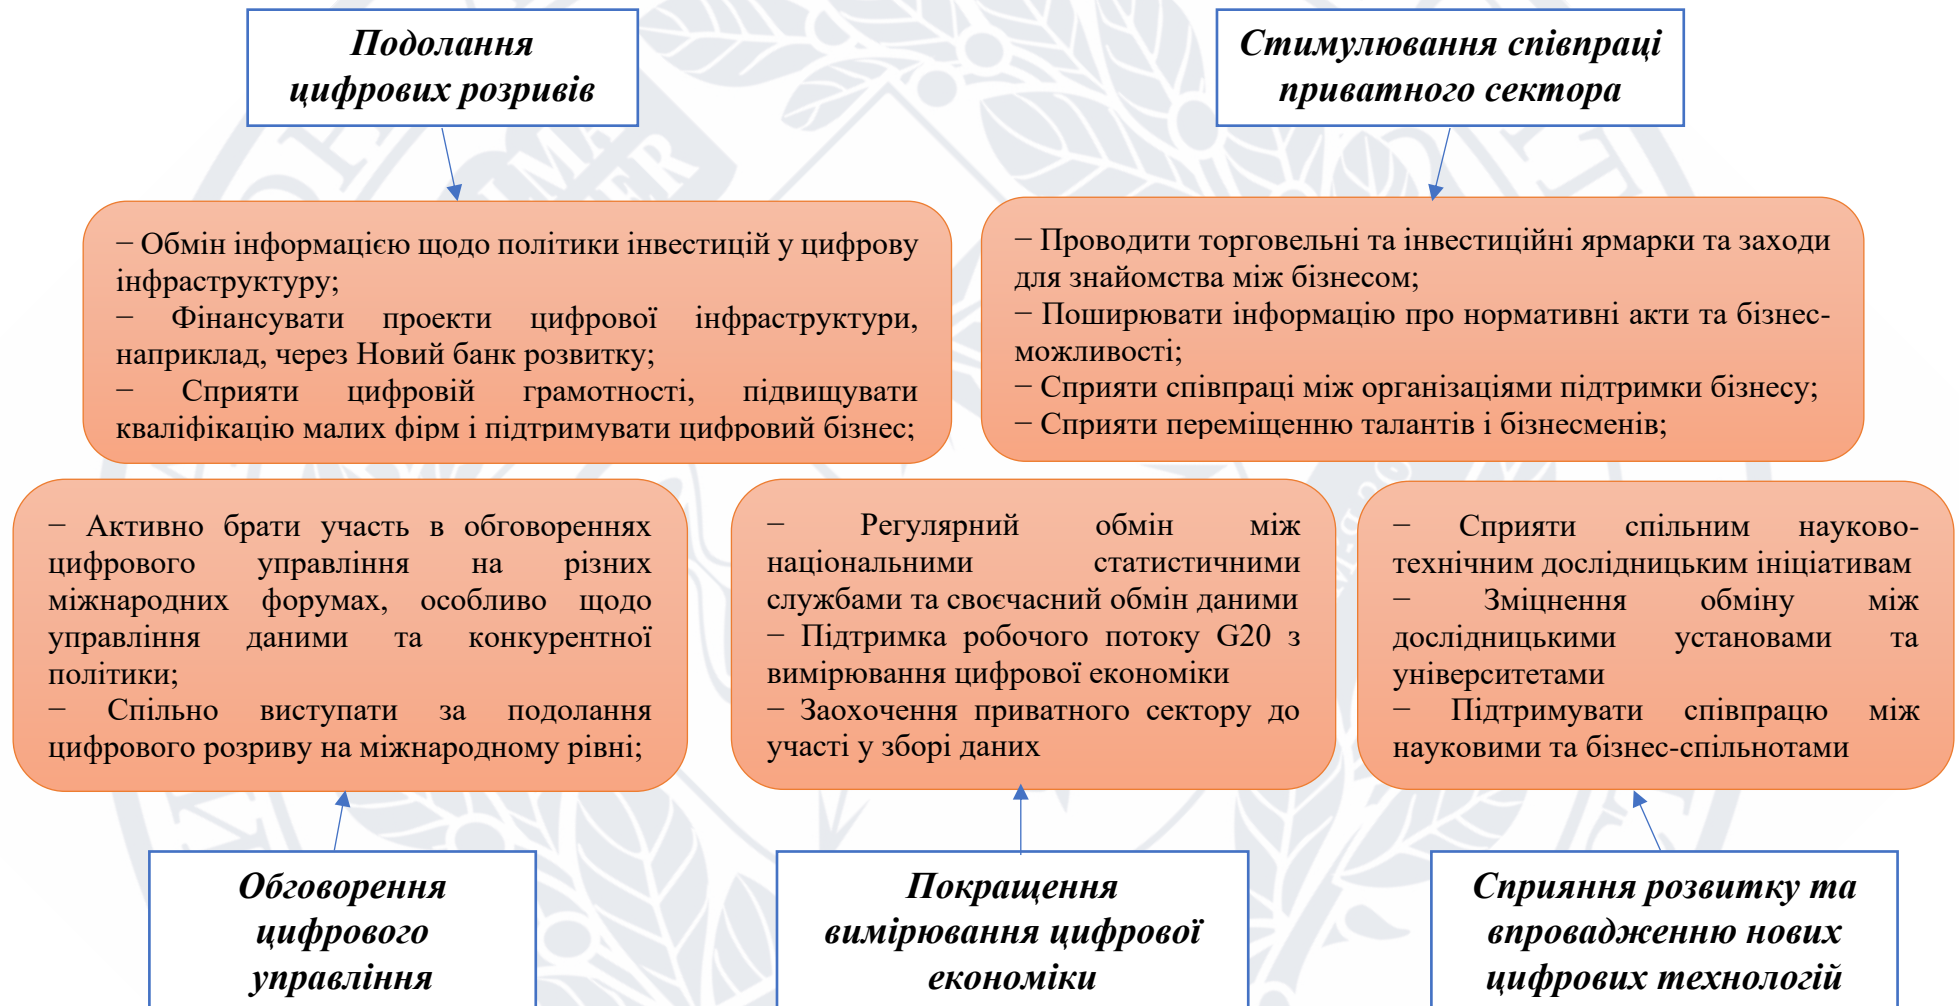 Подолання
цифрових розривів
Стимулювання співпраці
приватного сектора
− Обмін інформацією щодо політики інвестицій у цифрову
інфраструктуру;
− Фінансувати проекти цифрової інфраструктури,
наприклад, через Новий банк розвитку;
− Сприяти цифровій грамотності, підвищувати
кваліфікацію малих фірм і підтримувати цифровий бізнес;
− Проводити торговельні та інвестиційні ярмарки та заходи
для знайомства між бізнесом;
− Поширювати інформацію про нормативні акти та бізнес-
можливості;
− Сприяти співпраці між організаціями підтримки бізнесу;
− Сприяти переміщенню талантів і бізнесменів;
− Активно брати участь в обговореннях
цифрового управління на різних
міжнародних форумах, особливо щодо
управління даними та конкурентної
політики;
− Спільно виступати за подолання
цифрового розриву на міжнародному рівні;
− Регулярний обмін між
національними статистичними
службами та своєчасний обмін даними
− Підтримка робочого потоку G20 з
вимірювання цифрової економіки
− Заохочення приватного сектору до
участі у зборі даних
− Сприяти спільним науково-
технічним дослідницьким ініціативам
− Зміцнення обміну між
дослідницькими установами та
університетами
− Підтримувати співпрацю між
науковими та бізнес-спільнотами
Обговорення
цифрового
управління
Покращення
вимірювання цифрової
економіки
Сприяння розвитку та
впровадженню нових
цифрових технологій